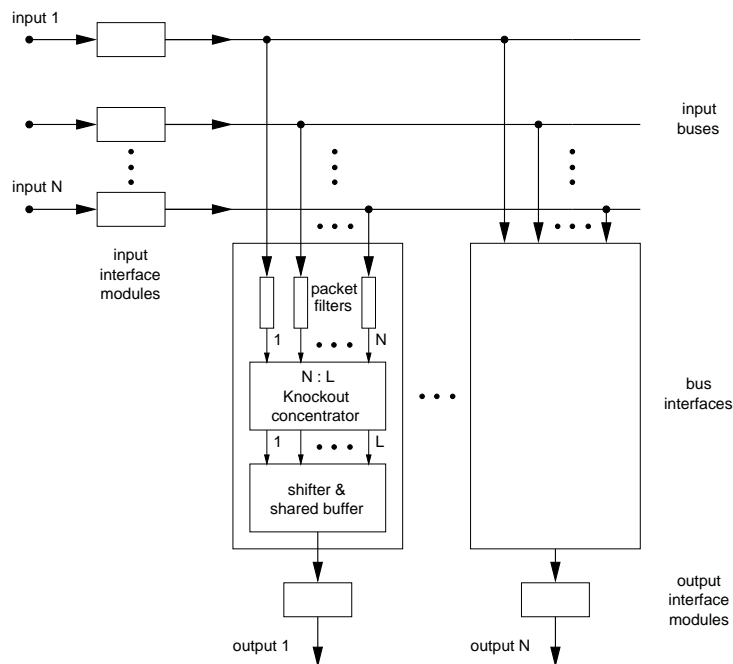 input 1
input
buses
input N
input
interface
modules
packet
filters
1
N
N : L
Knockout
concentrator
bus
interfaces
1
L
shifter &
shared buffer
output
interface
modules
output 1
output N